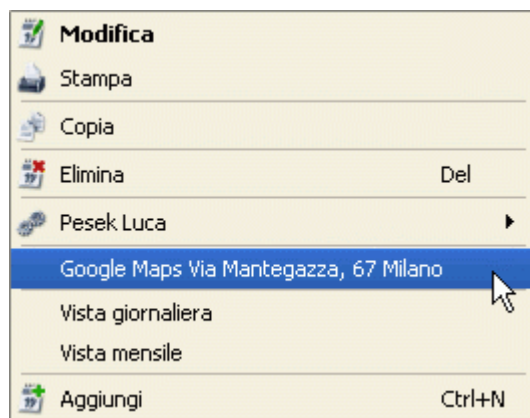 Modifica
Stampa
Copia
Elimina Del
Pesek Luca
Google Maps Via Mantegazza, 67 Milano
Vista giornaliera
Vista mensile
Aggiungi Ctrl+N